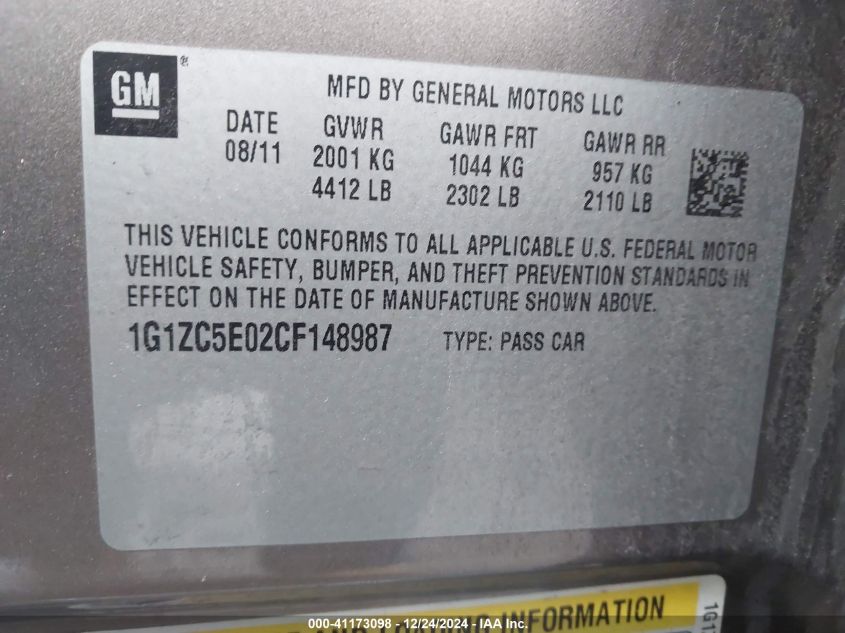 GM ®
MFD BY GENERAL MOTORS LLC
DATE GVWR GAWR FRT GAWR RR
08/11 2001 KG 1044 KG 957 KG
4412 LB 2302 LB 2110 LB
THIS VEHICLE CONFORMS TO ALL APPLICABLE U.S. FEDERAL MOTOR
VEHICLE SAFETY, BUMPER, AND THEFT PREVENTION STANDARDS IN
EFFECT ON THE DATE OF MANUFACTURE SHOWN ABOVE.
1G1ZC5E02CF148987 TYPE: PASS CAR
AND LOADING INFORMATION
1G1
000-41173098 - 12/24/2024 - IAA Inc.